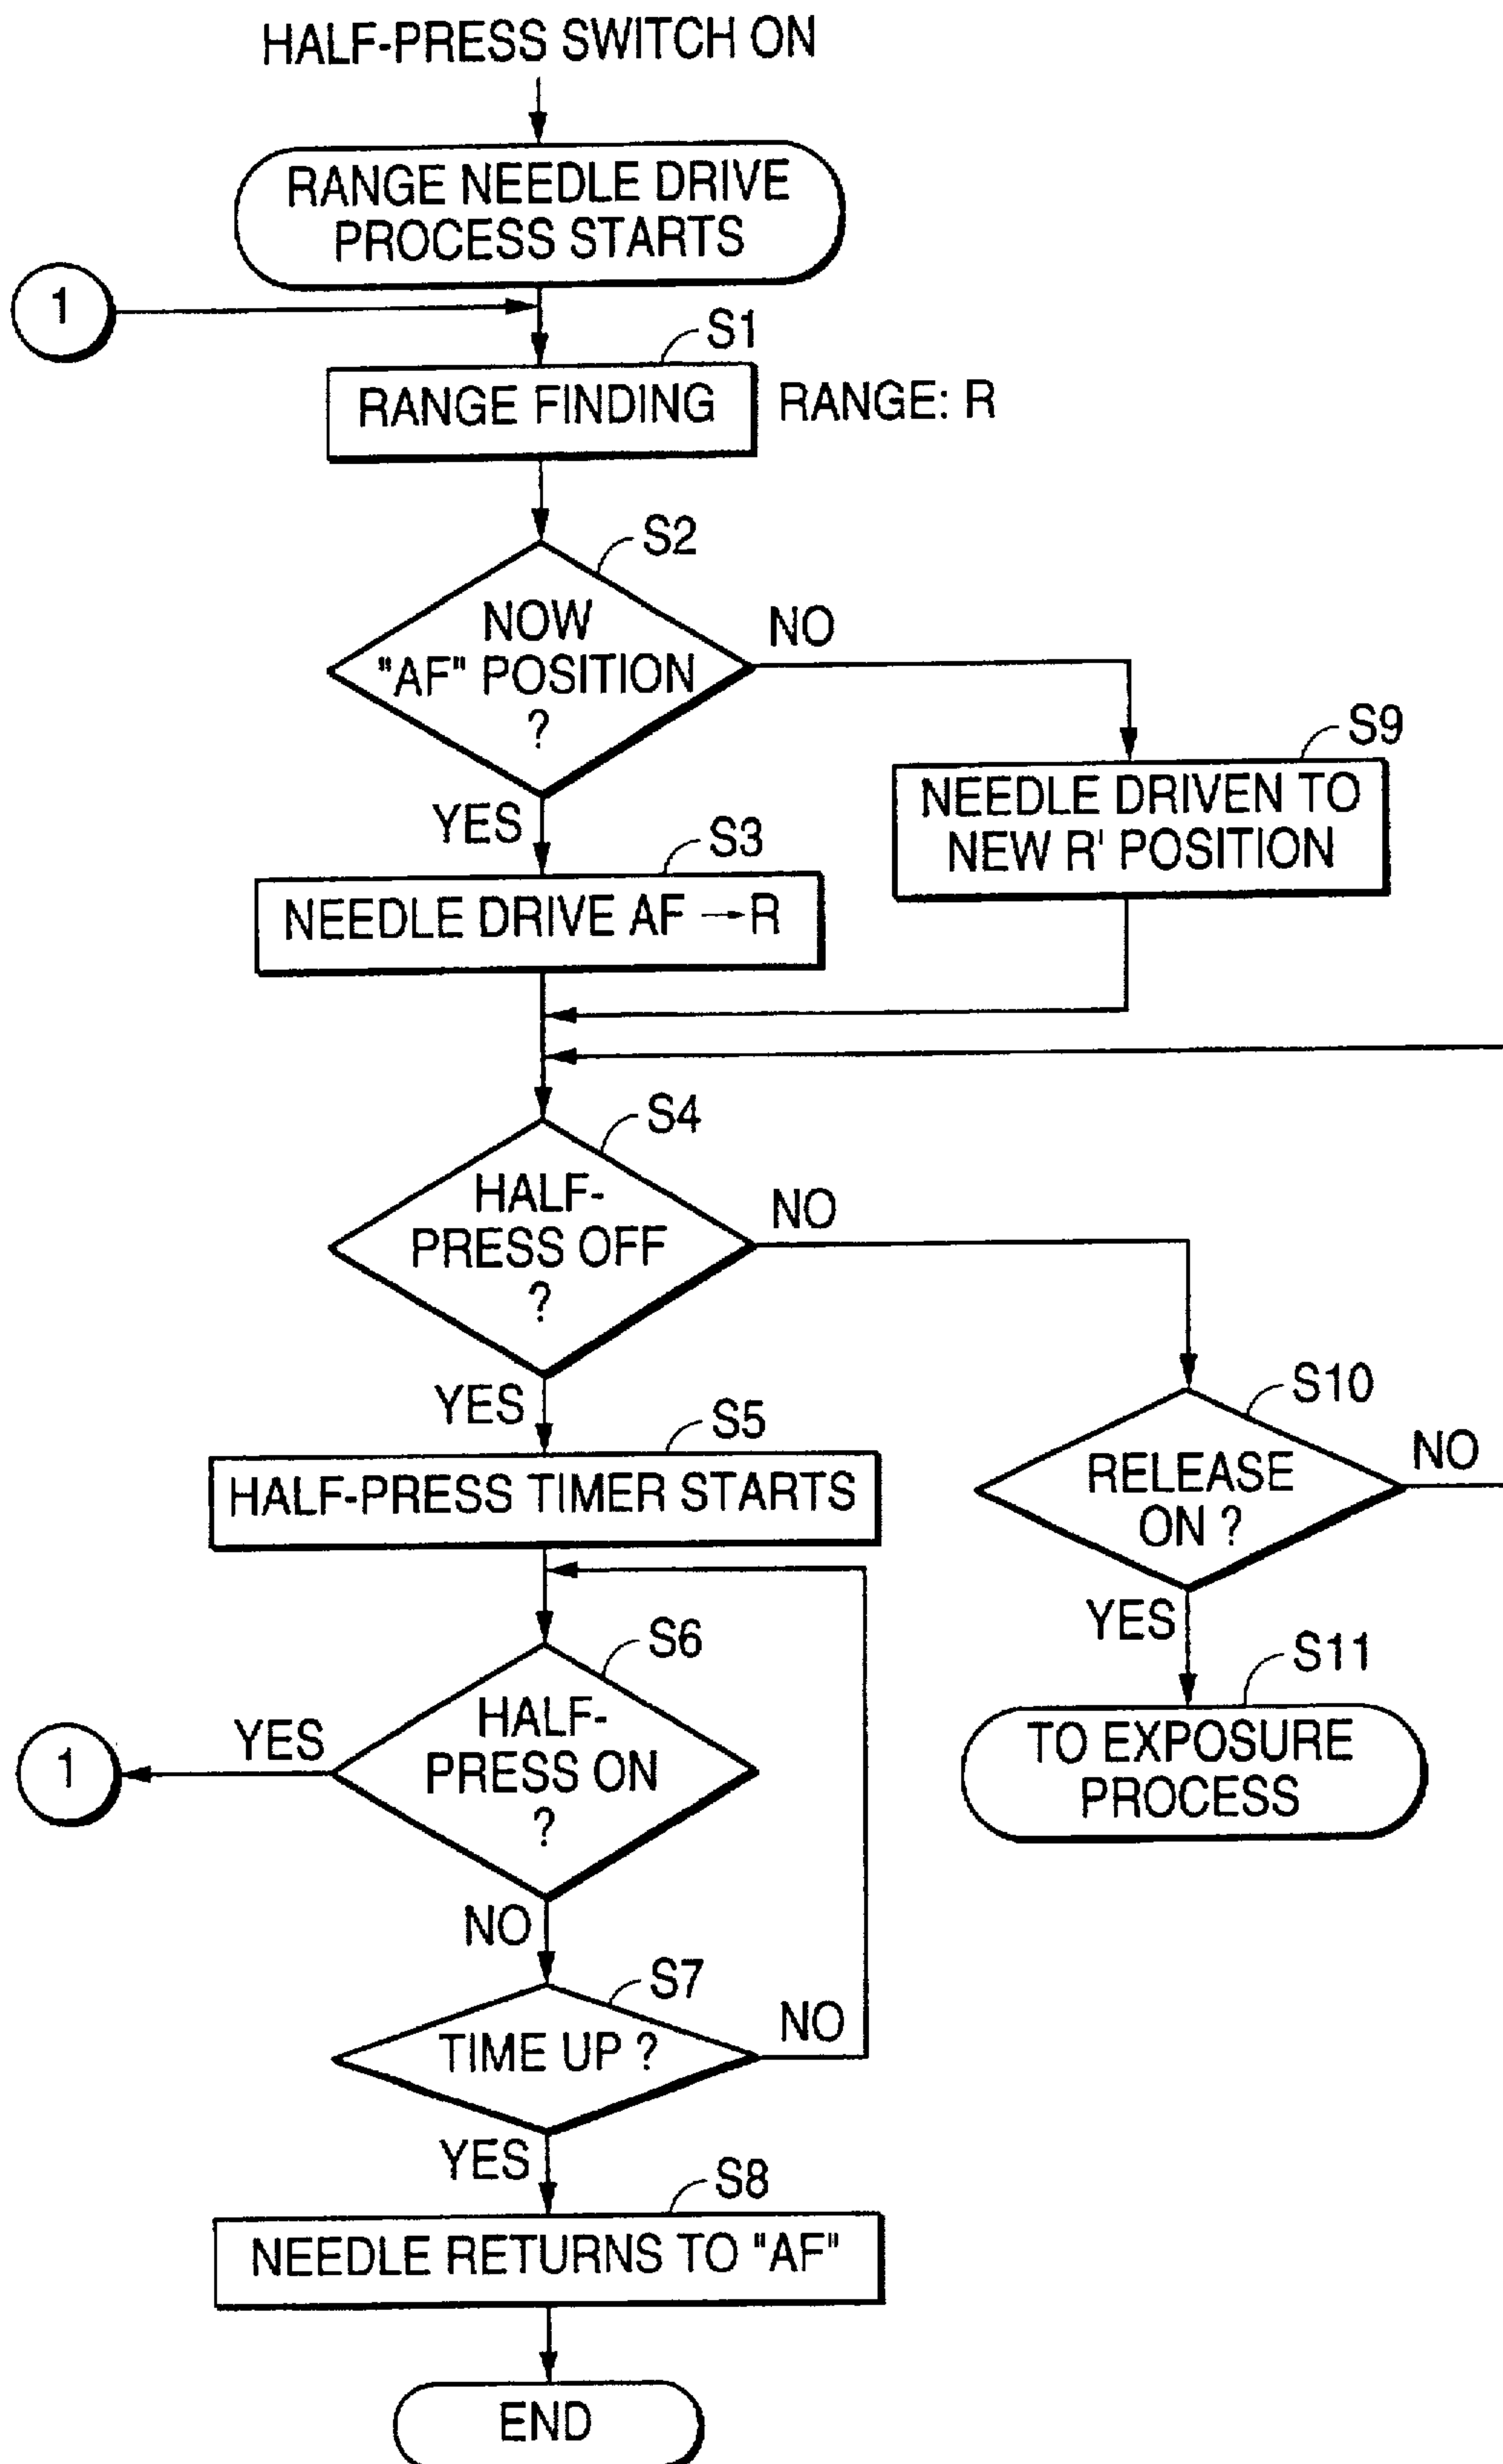 HALF-PRESS SWITCH ON
RANGE NEEDLE DRIVE
PROCESS STARTS
1
S1
RANGE FINDING
RANGE: R
S2
NOW
"AF" POSITION
?
NO
YES
S9
NEEDLE DRIVEN TO
NEW R' POSITION
S3
NEEDLE DRIVE AF → R
S4
HALF-
PRESS OFF
?
NO
YES
S10
RELEASE
ON ?
NO
YES
S5
HALF-PRESS TIMER STARTS
S11
TO EXPOSURE
PROCESS
S6
HALF-
PRESS ON
?
YES
1
NO
S7
TIME UP ?
NO
YES
S8
NEEDLE RETURNS TO "AF"
END